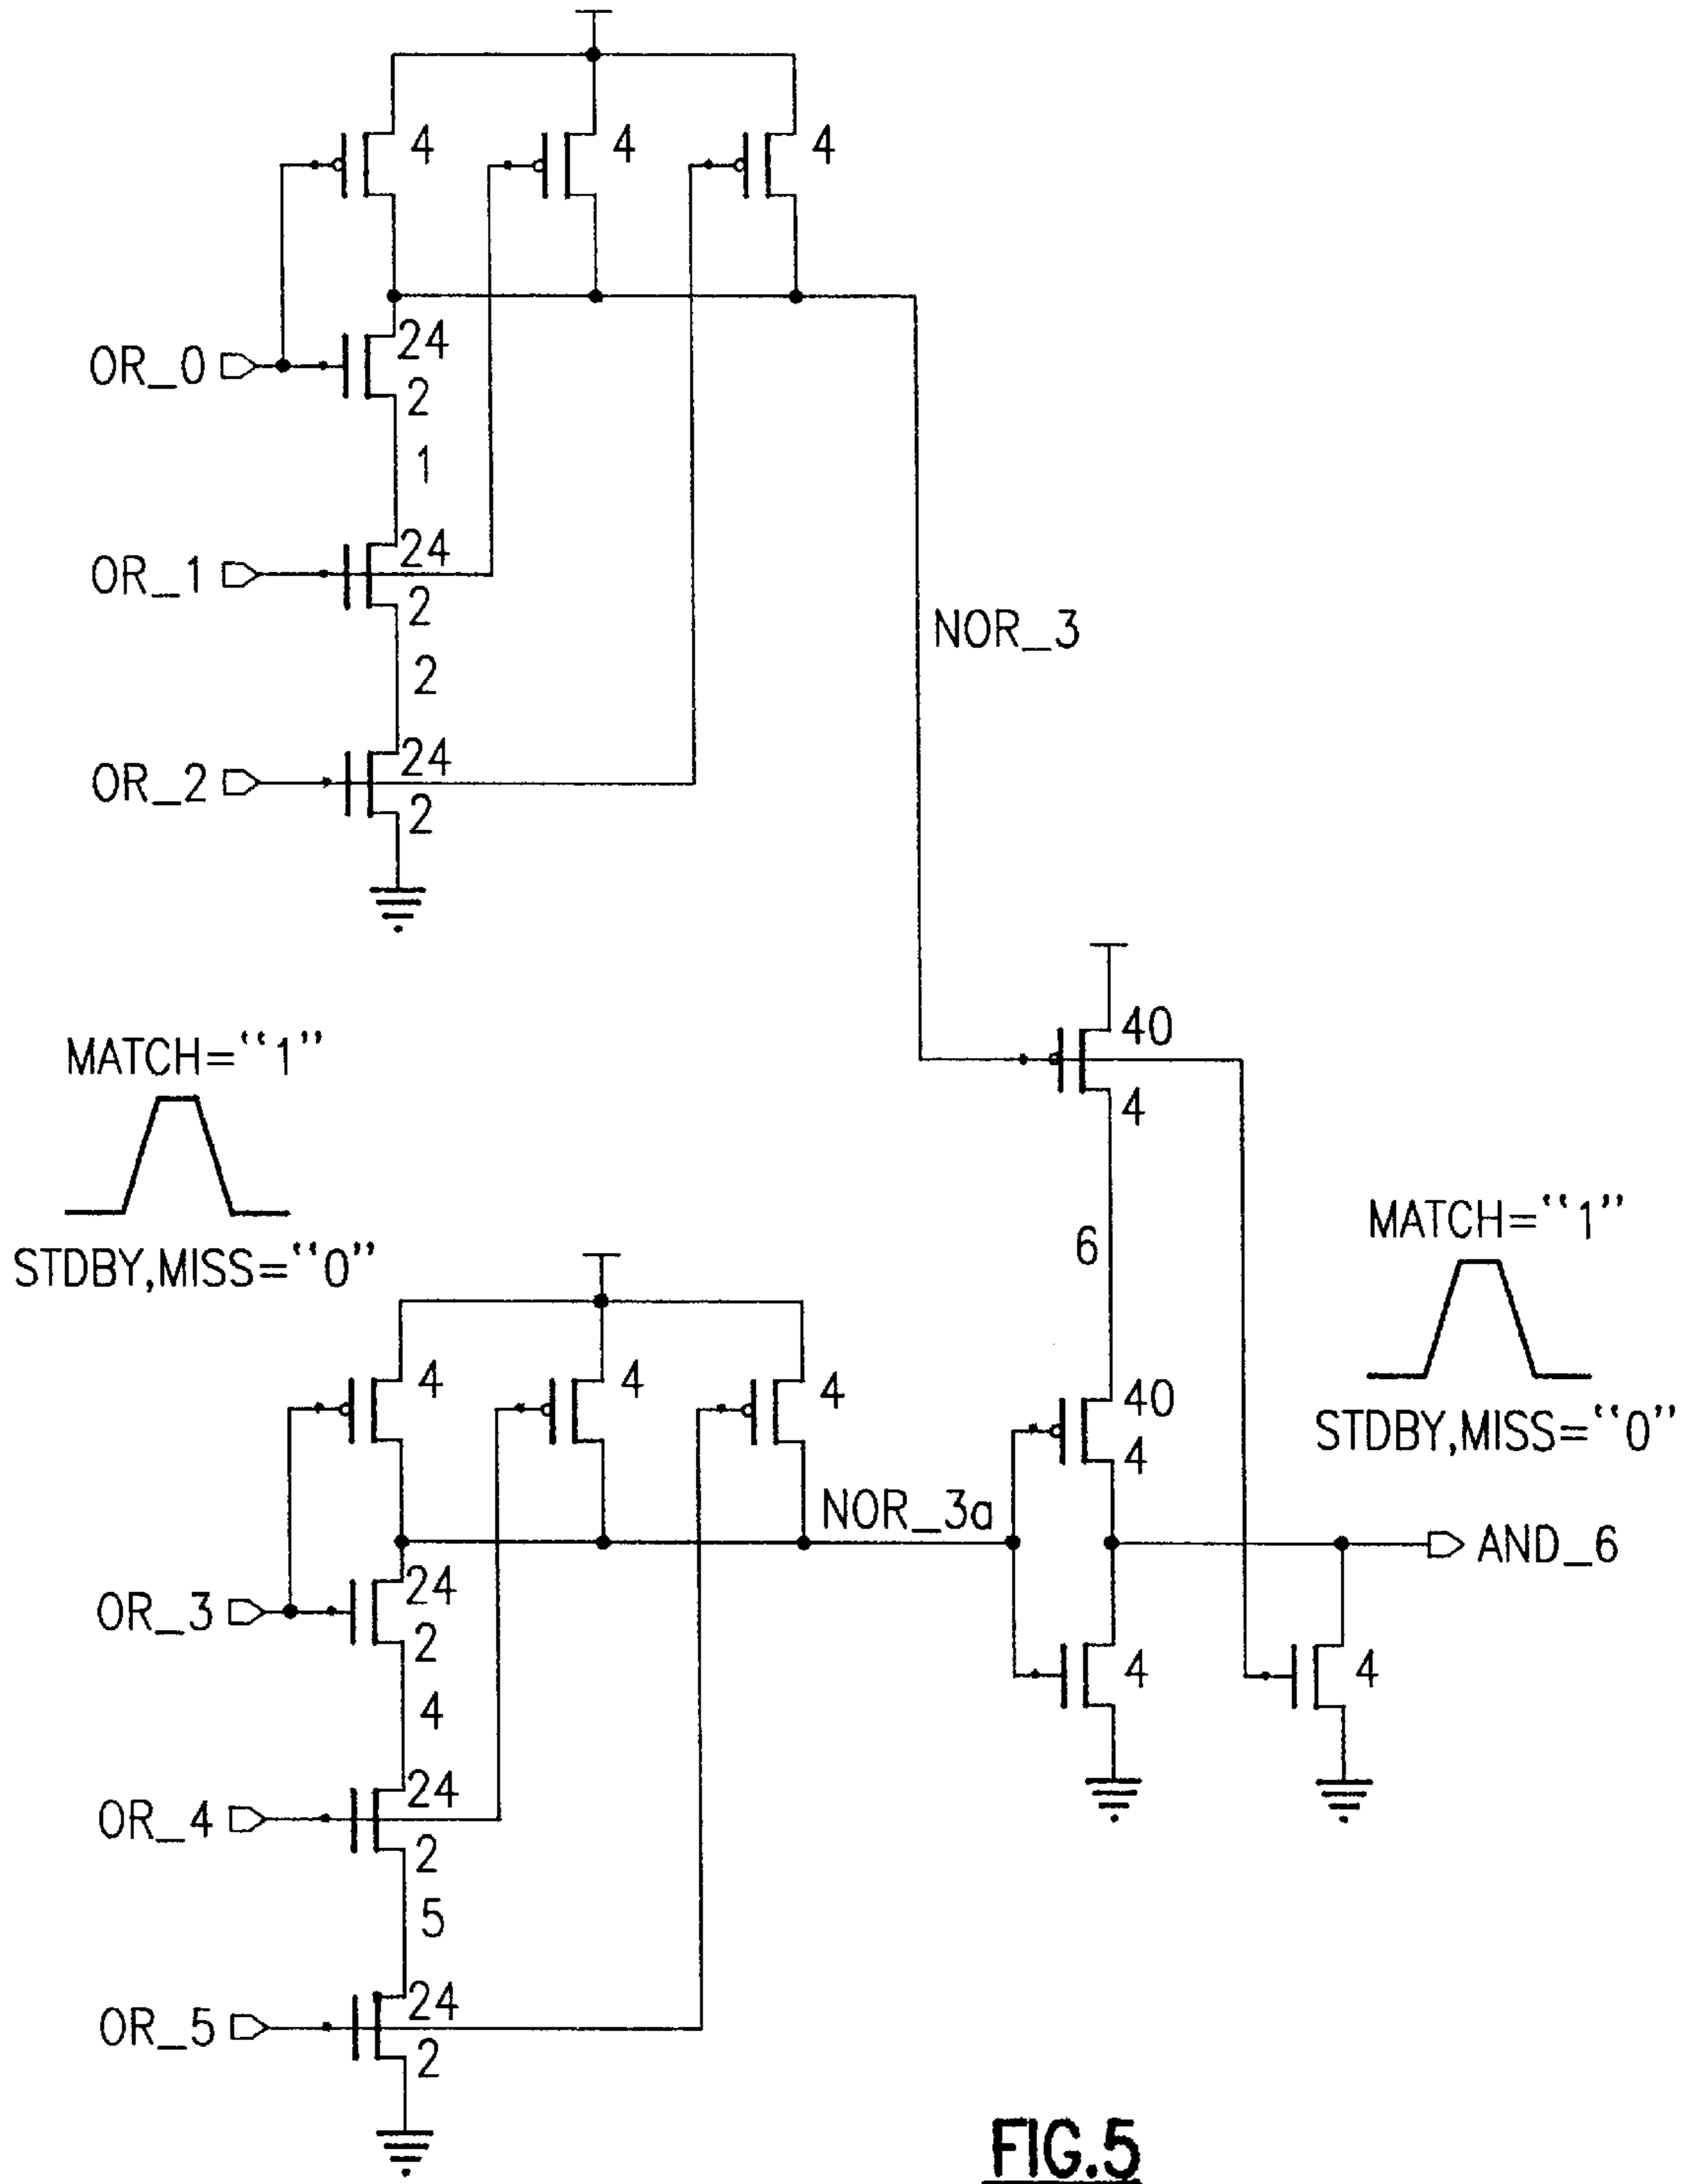 4 4 4
OR_0 24
2
1
OR_1 24
2
NOR_3
2
OR_2 24
2
40
MATCH=“1”
4
STDBY,MISS=“0”
6
MATCH=“1”
4 4 4
40
STDBY,MISS=“0”
4
NOR_3a
AND_6
OR_3 24
2
4 4
4
OR_4 24
2
5
OR_5 24
2
FIG.5